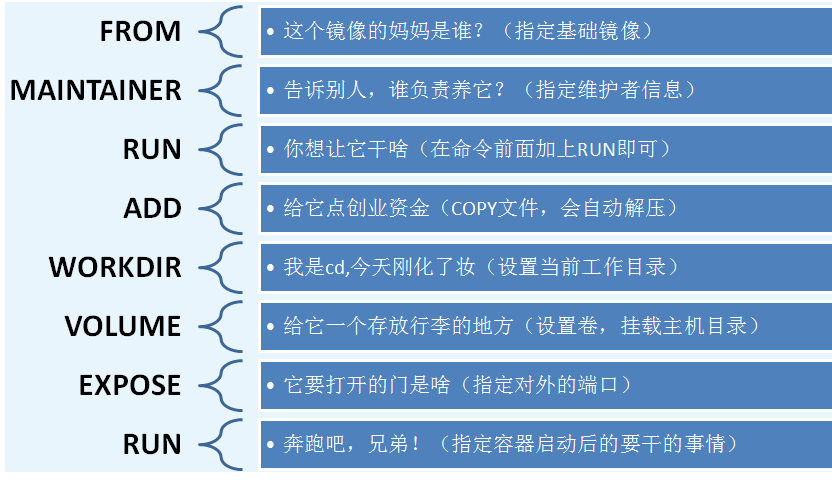 FROM
• 这个镜像的妈妈是谁？（指定基础镜像）
MAINTAINER
• 告诉别人，谁负责养它？（指定维护者信息）
RUN
• 你想让它干啥（在命令前面加上RUN即可）
ADD
• 给它点创业资金（COPY文件，会自动解压）
WORKDIR
• 我是cd,今天刚化了妆（设置当前工作目录）
VOLUME
• 给它一个存放行李的地方（设置卷，挂载主机目录）
EXPOSE
• 它要打开的门是啥（指定对外的端口）
RUN
• 奔跑吧，兄弟！（指定容器启动后的要干的事情）